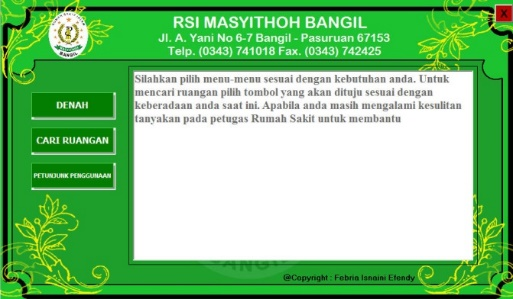 RSI MASYITHOH BANGIL
Jl. A. Yani No 6-7 Bangil - Pasuruan 67153
Telp. (0343) 741018 Fax. (0343) 742425
X
BANGIL
Silahkan pilih menu-menu sesuai dengan kebutuhan anda. Untuk
mencari ruangan pilih tombol yang akan dituju sesuai dengan
keberadaan anda saat ini. Apabila anda masih mengalami kesulitan
tanyakan pada petugas Rumah Sakit untuk membantu
DENAH
CARI RUANGAN
PETUNJUNK PENGGUNAAN
BANGIL
@Copyright : Febria Isnaini Efendy